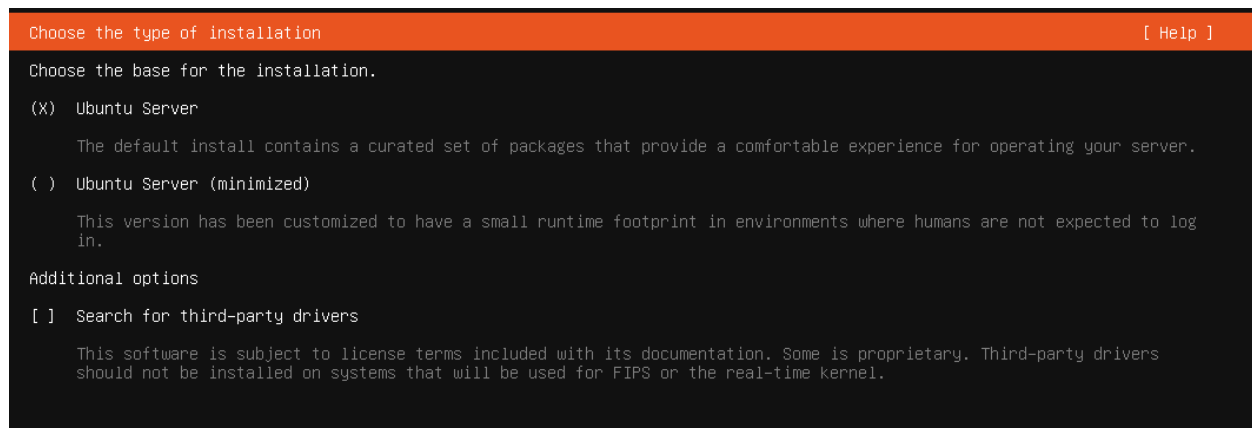 Choose the type of installation [ Help ]
Choose the base for the installation.
(X) Ubuntu Server
The default install contains a curated set of packages that provide a comfortable experience for operating your server.
( ) Ubuntu Server (minimized)
This version has been customized to have a small runtime footprint in environments where humans are not expected to log
in.
Additional options
[ ] Search for third-party drivers
This software is subject to license terms included with its documentation. Some is proprietary. Third-party drivers
should not be installed on systems that will be used for FIPS or the real-time kernel.